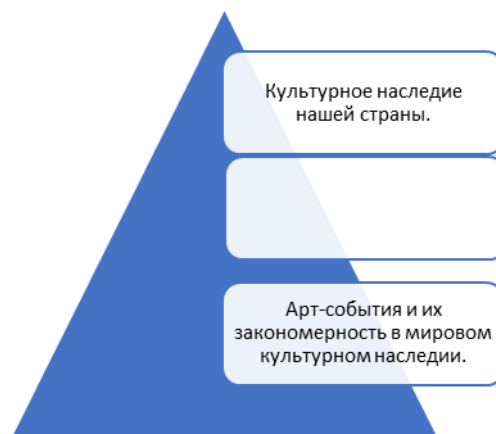 Культурное наследие
нашей страны.
Арт-события и их
закономерность в мировом
культурном наследии.